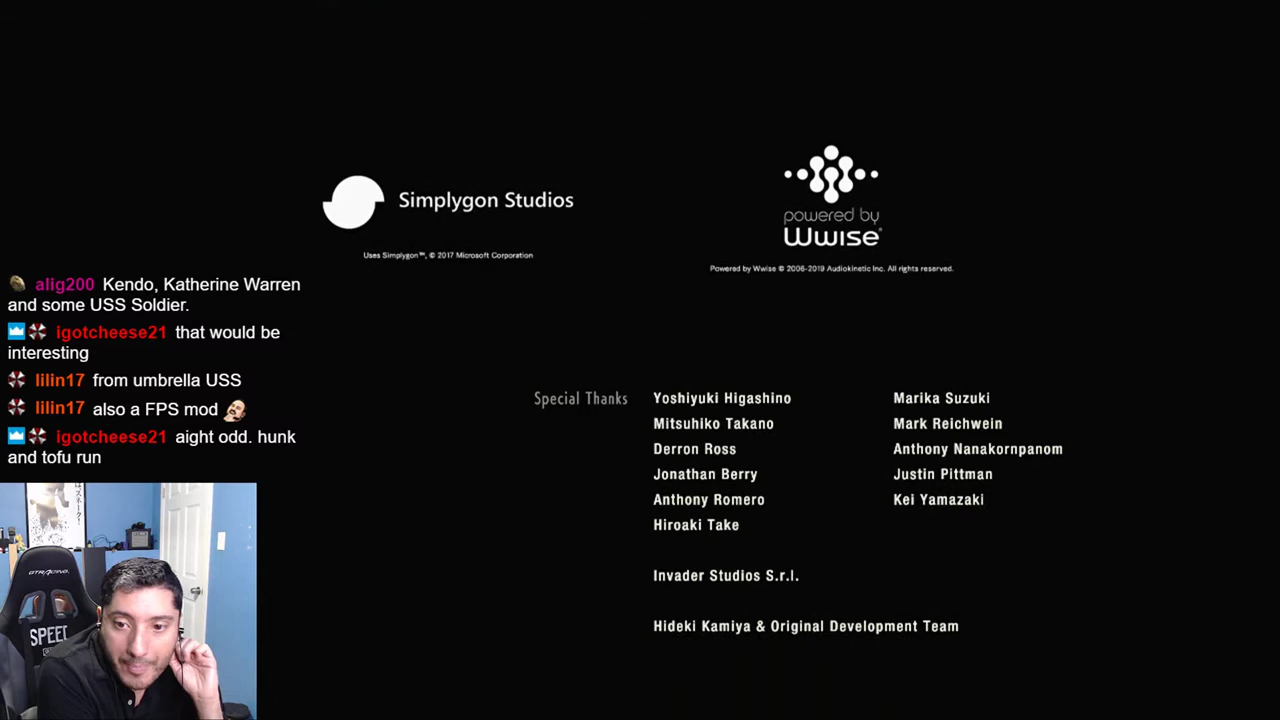 Simplygon Studios
Uses Simplygon™, © 2017 Microsoft Corporation
powered by
Wwise®
Powered by Wwise © 2006-2019 Audiokinetic Inc. All rights reserved.
alig200 Kendo, Katherine Warren
and some USS Soldier.
igotcheese21 that would be
interesting
lilin17 from umbrella USS
lilin17 also a FPS mod
igotcheese21 aight odd. hunk
and tofu run
Special Thanks
Yoshiyuki Higashino
Marika Suzuki
Mitsuhiko Takano
Mark Reichwein
Derron Ross
Anthony Nanakornpanom
Jonathan Berry
Justin Pittman
Anthony Romero
Kei Yamazaki
Hiroaki Take
Invader Studios S.r.l.
Hideki Kamiya & Original Development Team
GTRACING
SPEED